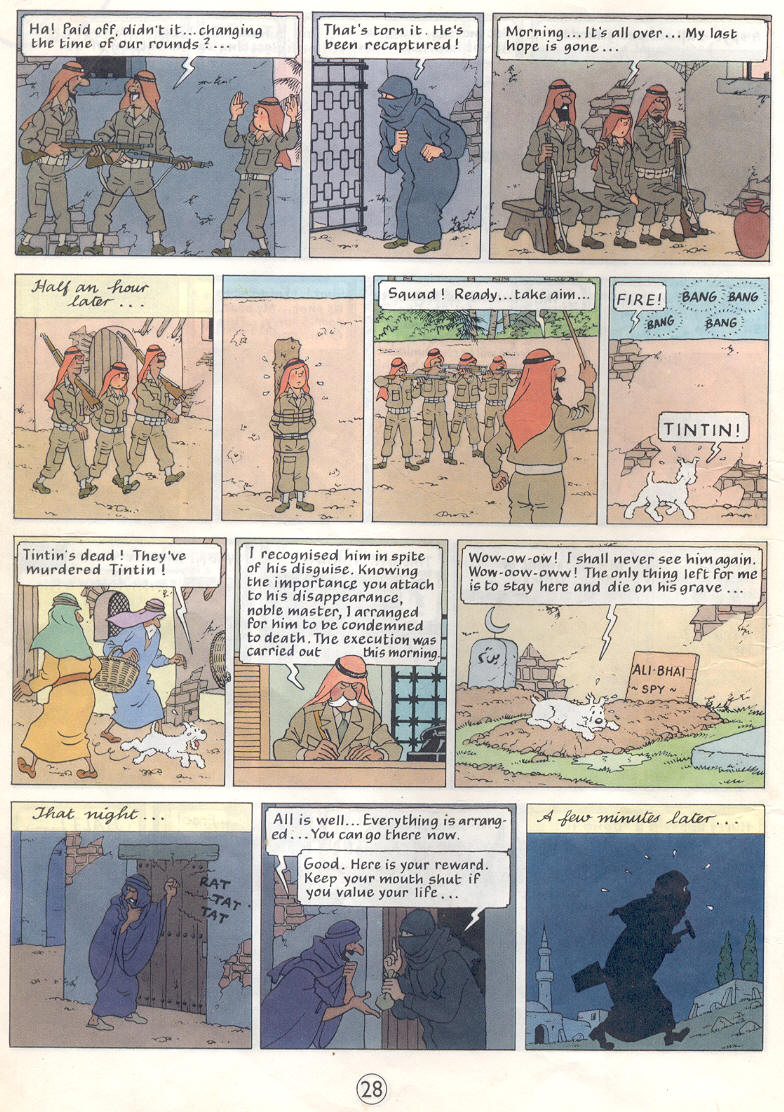 Ha! Paid off, didn't it...changing
the time of our rounds?...
That's torn it. He's
been recaptured!
Morning... It's all over... My last
hope is gone...
Half an hour
later...
Squad! Ready...take aim...
FIRE!
BANG BANG
BANG BANG
TINTIN!
Tintin's dead! They've
murdered Tintin!
I recognised him in spite
of his disguise. Knowing
the importance you attach
to his disappearance,
noble master, I arranged
for him to be condemned
to death. The execution was
carried out this morning.
Wow-ow-ow! I shall never see him again.
Wow-oow-oww! The only thing left for me
is to stay here and die on his grave...
ALI-BHAI
SPY~
That night...
RAT
TAT
TAT
All is well... Everything is arrang-
ed...You can go there now.
Good. Here is your reward.
Keep your mouth shut if
you value your life...
A few minutes later...
28